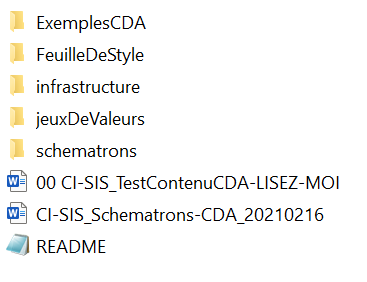 ExemplesCDA
FeuilleDeStyle
infrastructure
jeuxDeValeurs
schematrons
00 CI-SIS_TestContenuCDA-LISEZ-MOI
CI-SIS_Schematrons-CDA_20210216
README